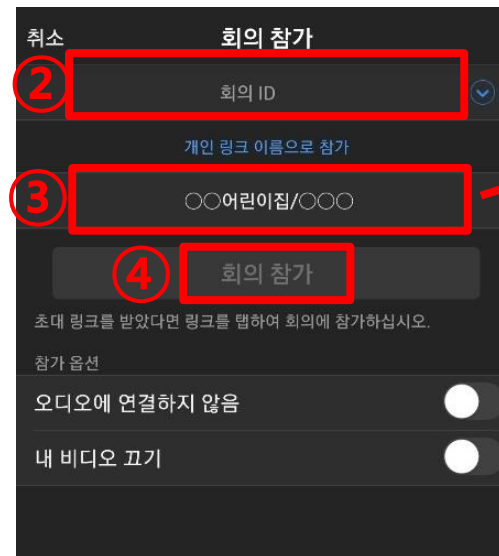 취소 회의 참가
② 회의 ID
개인 링크 이름으로 참가
③ ○○어린이집/○○○
④ 회의 참가
초대 링크를 받았다면 링크를 탭하여 회의에 참가하십시오.
참가 옵션
오디오에 연결하지 않음
내 비디오 끄기